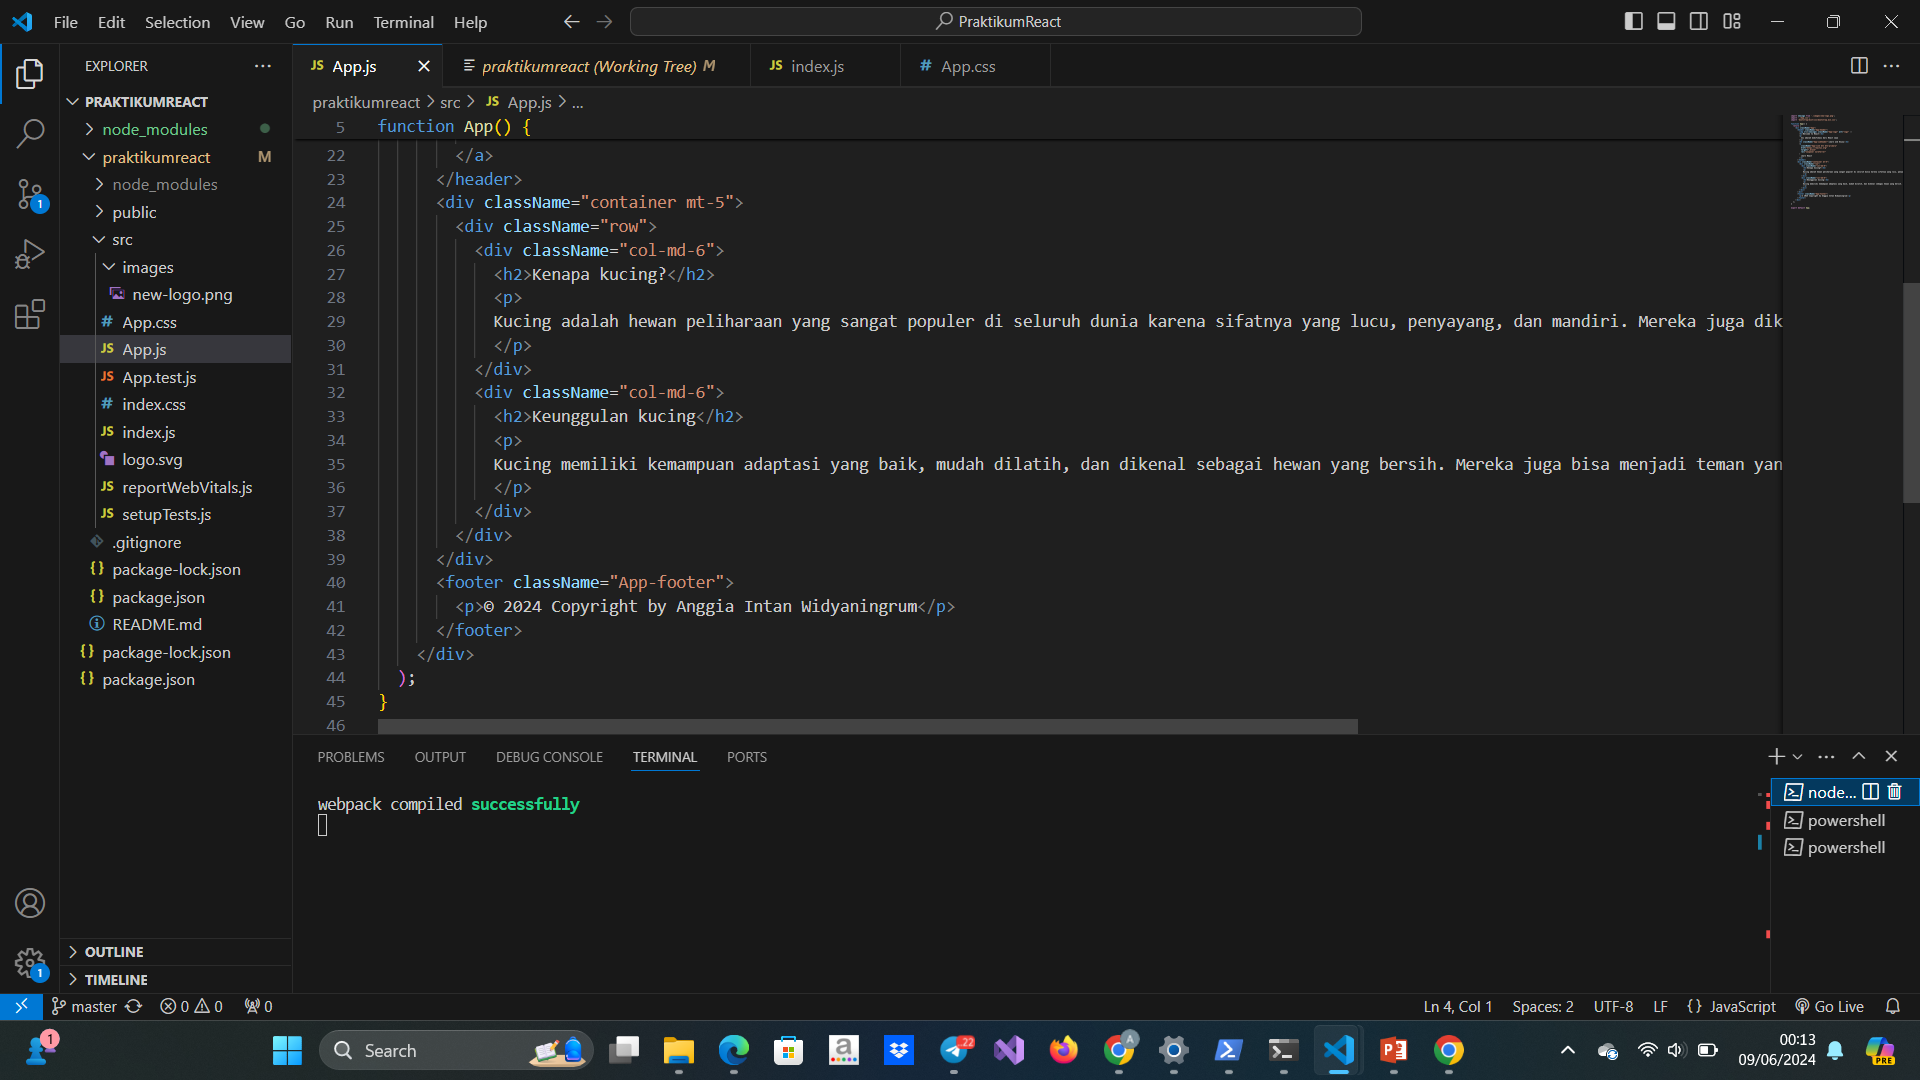 File Edit Selection View Go Run Terminal Help
PraktikumReact
EXPLORER
PRAKTIKUMREACT
node_modules
praktikumreact M
node_modules
public
src
images
new-logo.png
# App.css
JS App.js
JS App.test.js
# index.css
JS index.js
logo.svg
JS reportWebVitals.js
JS setupTests.js
.gitignore
{} package-lock.json
{} package.json
README.md
{} package-lock.json
{} package.json
OUTLINE
TIMELINE
1
1
JS App.js
praktikumreact (Working Tree) M
JS index.js
# App.css
praktikumreact > src > JS App.js > ...
5 function App() {
22 </a>
23 </header>
24 <div className="container mt-5">
25 <div className="row">
26 <div className="col-md-6">
27 <h2>Kenapa kucing?</h2>
28 <p>
29 Kucing adalah hewan peliharaan yang sangat populer di seluruh dunia karena sifatnya yang lucu, penyayang, dan mandiri. Mereka juga dik
30 </p>
31 </div>
32 <div className="col-md-6">
33 <h2>Keunggulan kucing</h2>
34 <p>
35 Kucing memiliki kemampuan adaptasi yang baik, mudah dilatih, dan dikenal sebagai hewan yang bersih. Mereka juga bisa menjadi teman yan
36 </p>
37 </div>
38 </div>
39 </div>
40 <footer className="App-footer">
41 <p>© 2024 Copyright by Anggia Intan Widyaningrum</p>
42 </footer>
43 </div>
44 );
45 }
46
PROBLEMS OUTPUT DEBUG CONSOLE TERMINAL PORTS
webpack compiled successfully
node...
powershell
powershell
master 0 0 0
Ln 4, Col 1 Spaces: 2 UTF-8 LF {} JavaScript Go Live
1
Search
a
22
A
PRE
00:13
09/06/2024